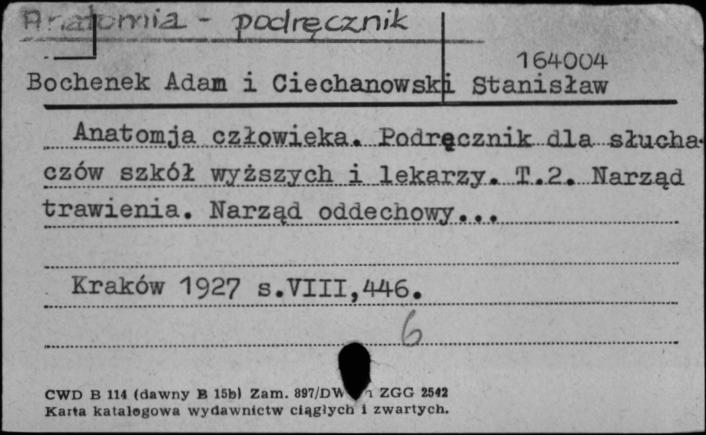 Anatomia - podręcznik
164004
Bochenek Adam i Ciechanowski Stanisław
Anatomja człowieka. Podręcznik dla słucha-
czów szkół wyższych i lekarzy. T.2. Narząd
trawienia. Narząd oddechowy...
Kraków 1927 s.VIII,446.
6
CWD B 114 (dawny B 15b) Zam. 897/DW ZGG 2542
Karta katalogowa wydawnictw ciągłych i zwartych.